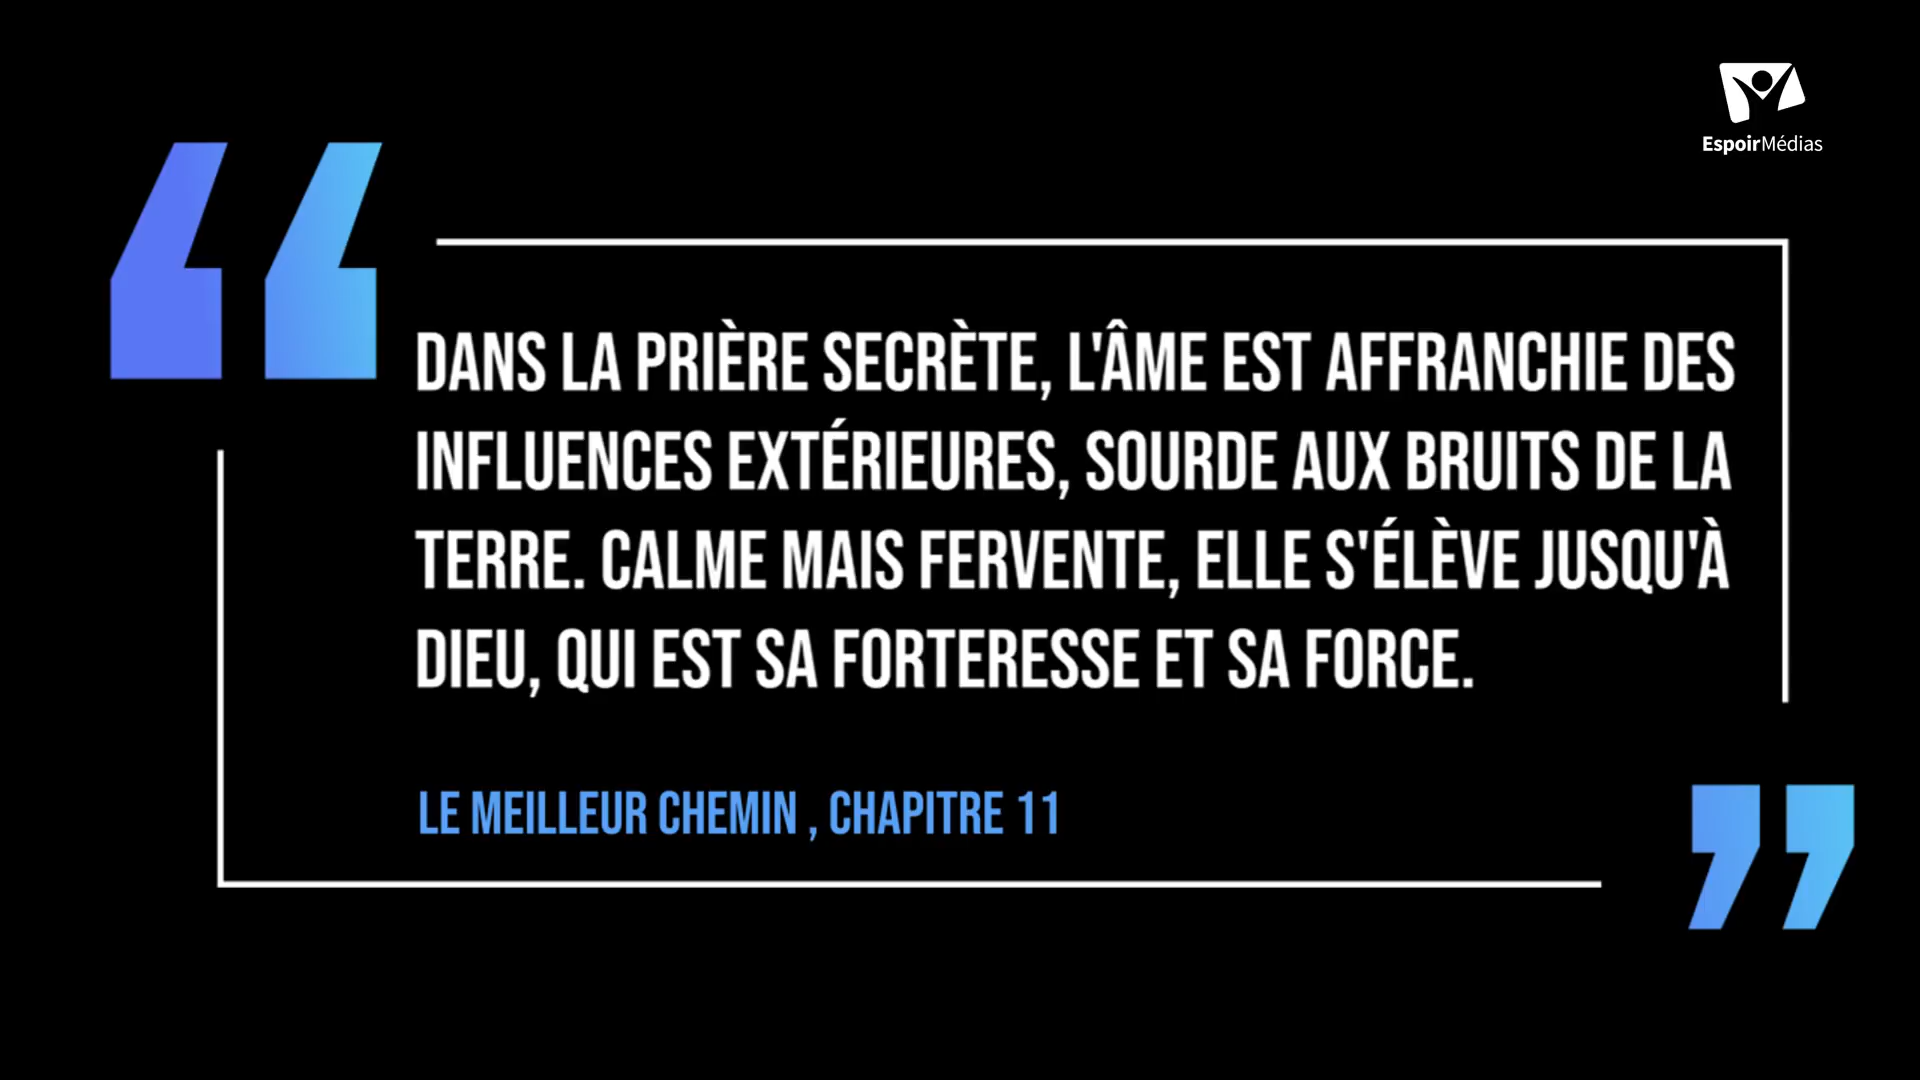 EspoirMédias
DANS LA PRIÈRE SECRÈTE, L'ÂME EST AFFRANCHIE DES
INFLUENCES EXTÉRIEURES, SOURDE AUX BRUITS DE LA
TERRE. CALME MAIS FERVENTE, ELLE S'ÉLÈVE JUSQU'À
DIEU, QUI EST SA FORTERESSE ET SA FORCE.
LE MEILLEUR CHEMIN , CHAPITRE 11